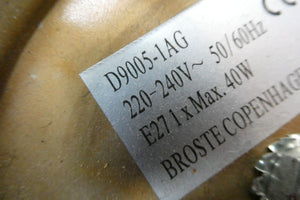 D9005-1AG
220-240V~ 50/60Hz
E27 1 x Max. 40W
BROSTE COPENHAGE